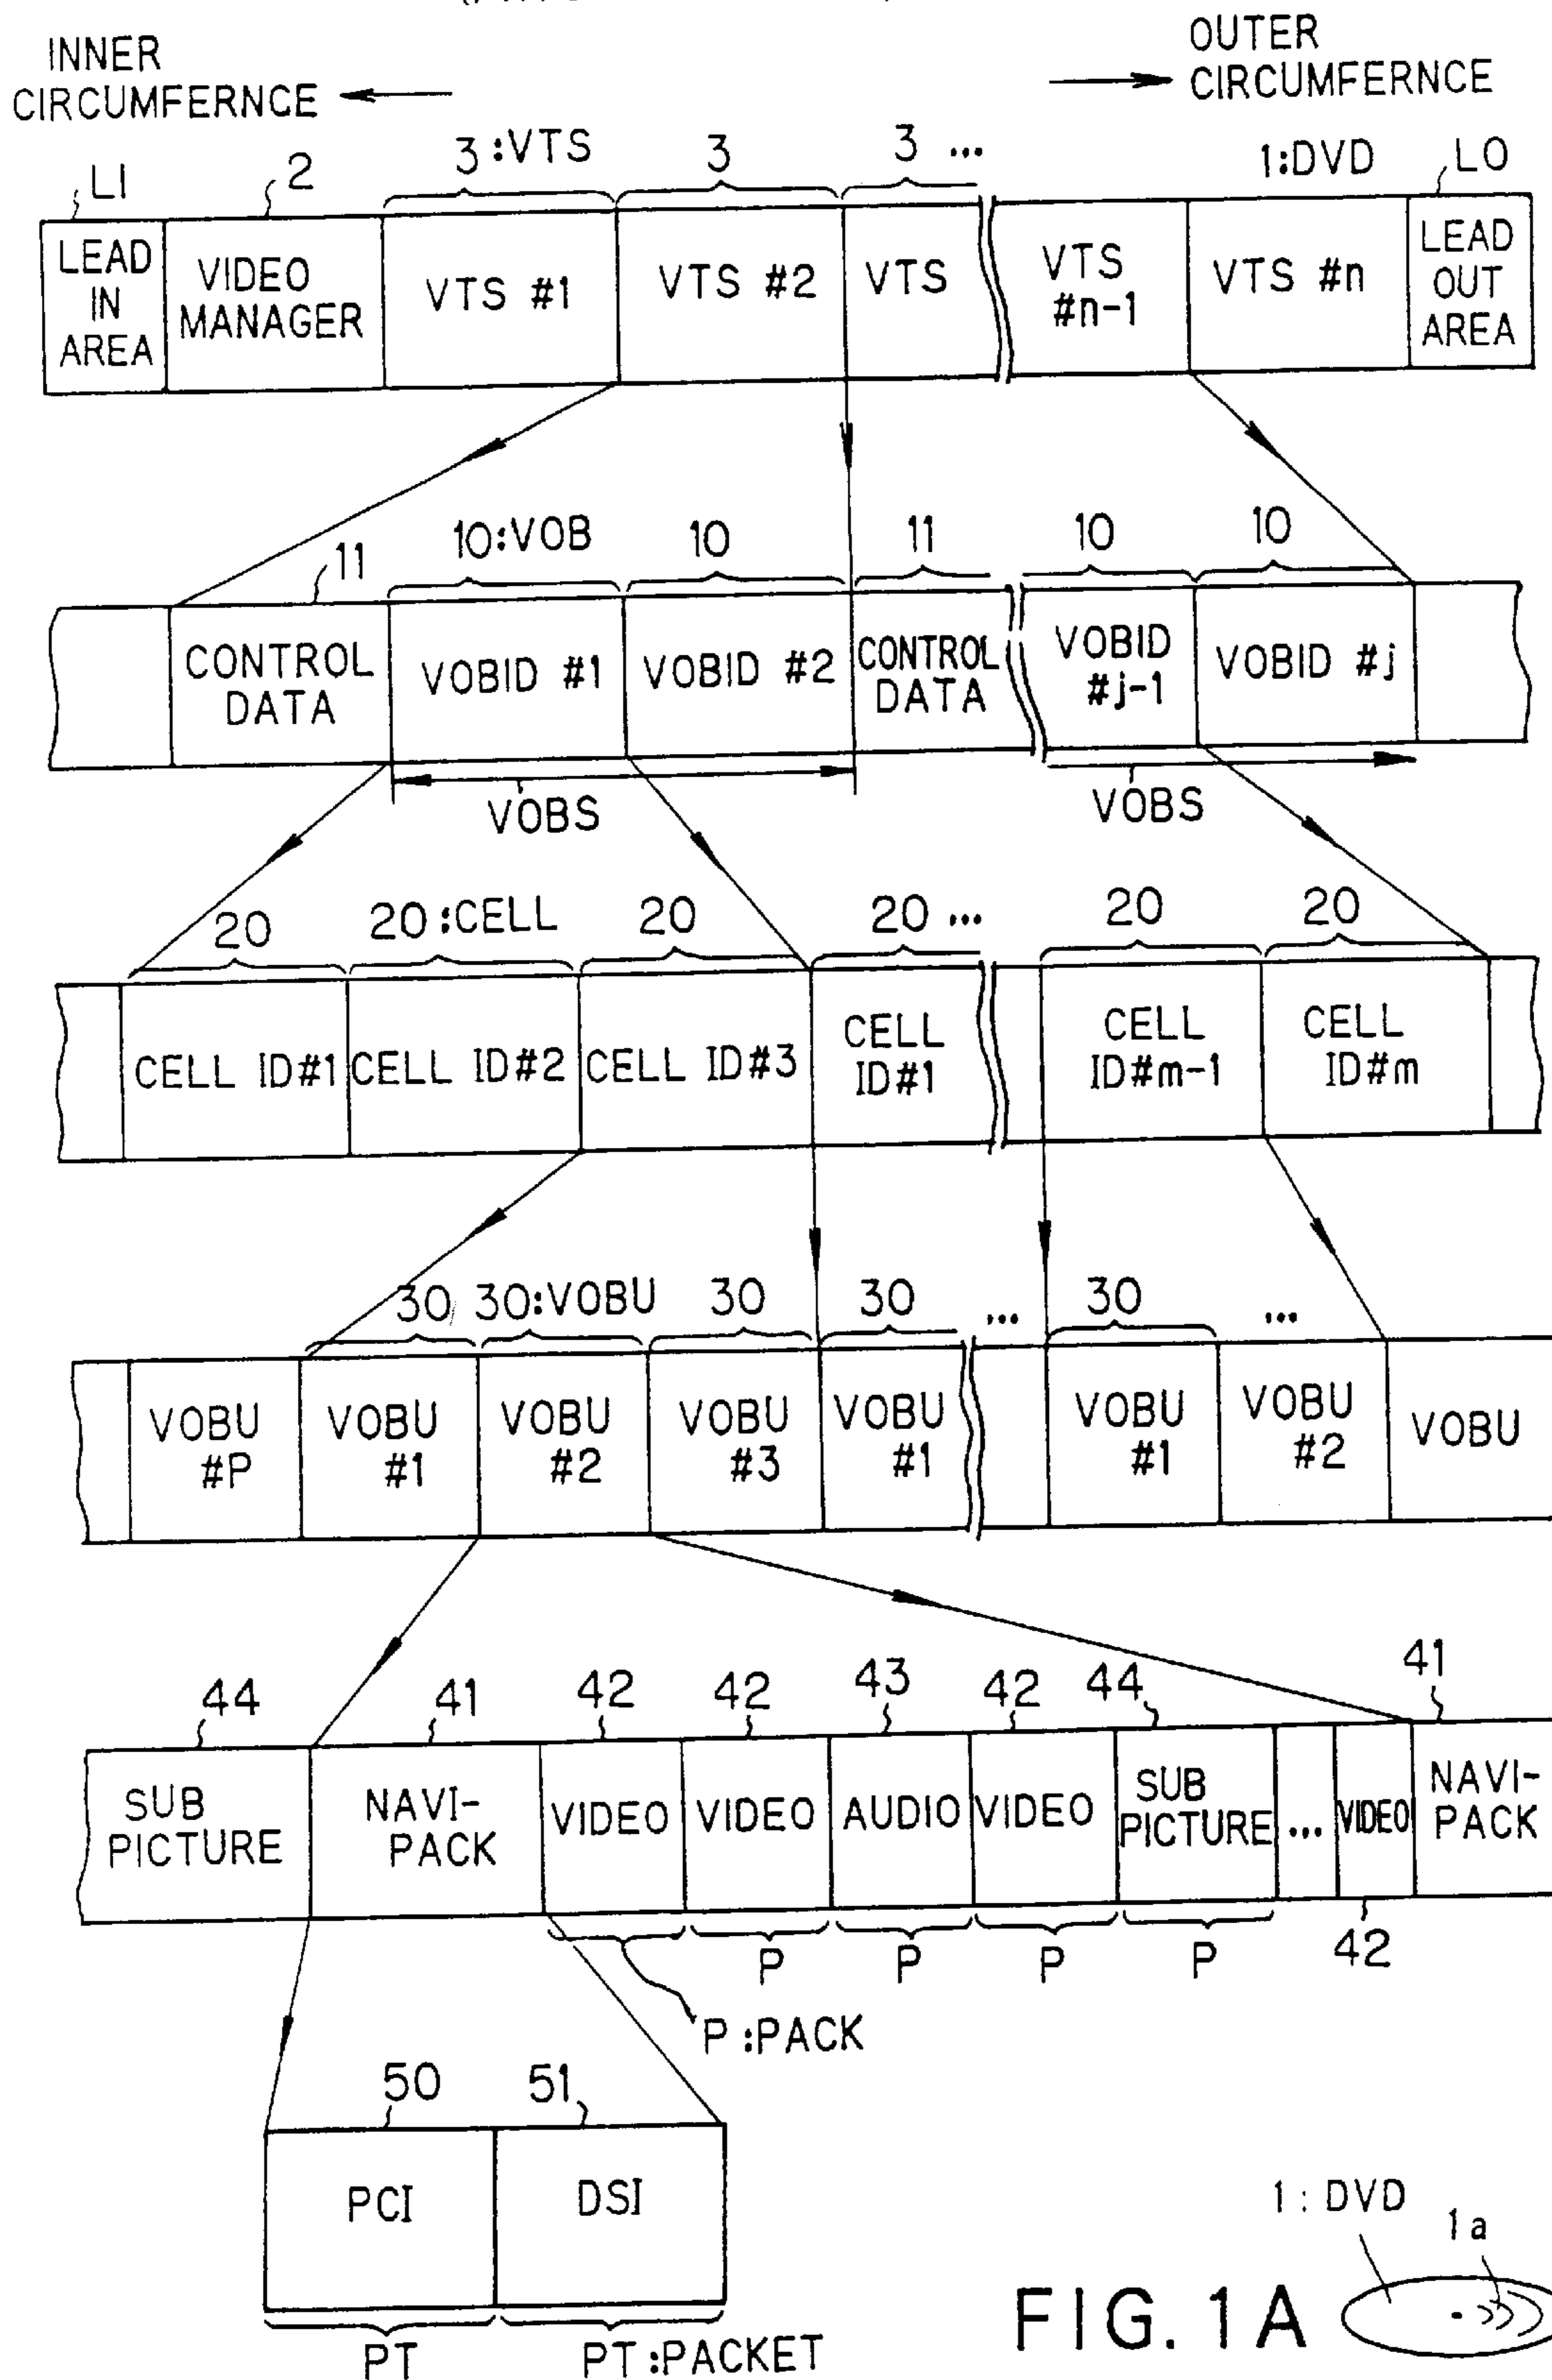 INNER
CIRCUMFERNCE
OUTER
CIRCUMFERNCE
LI
2
3:VTS
3
3 ...
1:DVD
LO
LEAD
IN
AREA
VIDEO
MANAGER
VTS #1
VTS #2
VTS
VTS
#n-1
VTS #n
LEAD
OUT
AREA
11
10:VOB
10
11
10
10
CONTROL
DATA
VOBID #1
VOBID #2
CONTROL
DATA
VOBID
#j-1
VOBID #j
VOBS
VOBS
20
20:CELL
20
20 ...
20
20
CELL ID#1
CELL ID#2
CELL ID#3
CELL
ID#1
CELL
ID#m-1
CELL
ID#m
30
30:VOBU
30
30
...
30
...
VOBU
#P
VOBU
#1
VOBU
#2
VOBU
#3
VOBU
#1
VOBU
#1
VOBU
#2
VOBU
44
41
42
42
43
42
44
41
SUB
PICTURE
NAVI-
PACK
VIDEO
VIDEO
AUDIO
VIDEO
SUB
PICTURE
...
VIDEO
NAVI-
PACK
P
P
P
P
42
P:PACK
50
51
PCI
DSI
PT
PT:PACKET
1: DVD
1a
FIG. 1A